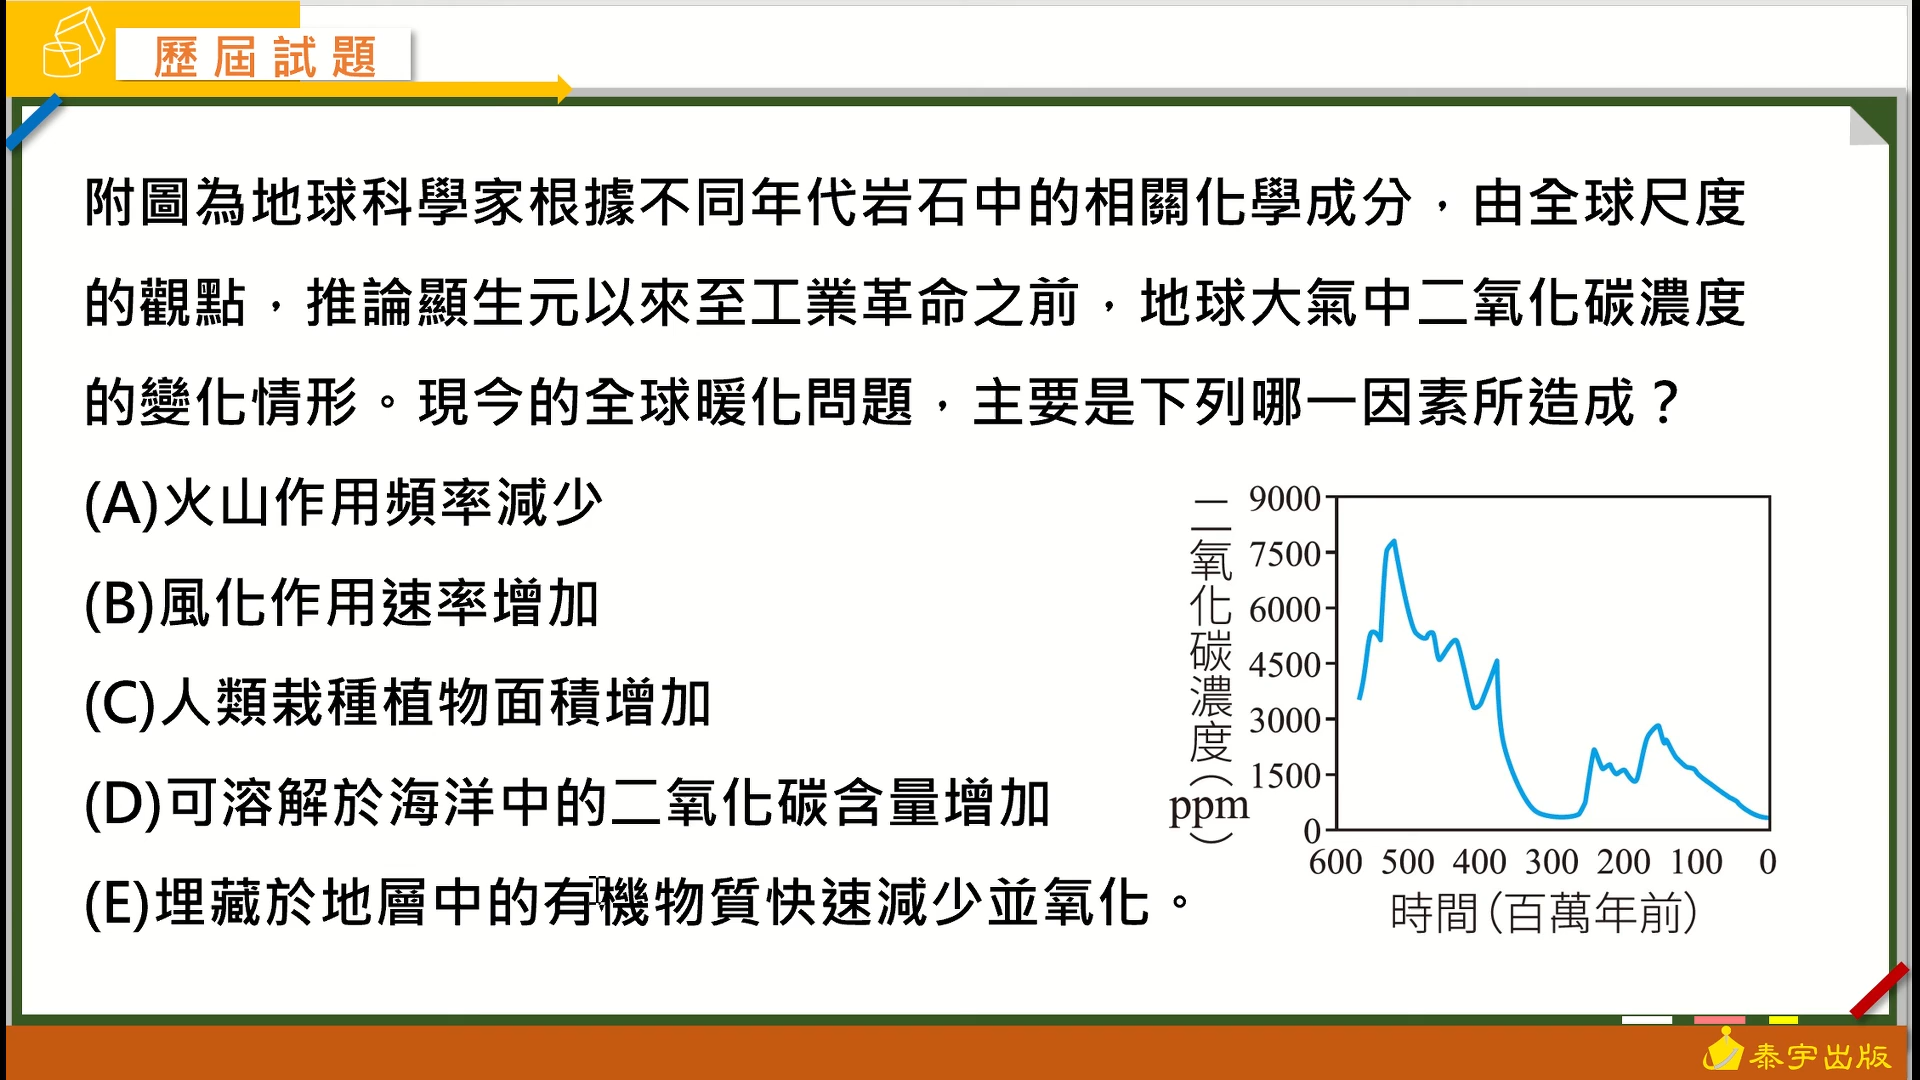 歷屆試題
附圖為地球科學家根據不同年代岩石中的相關化學成分，由全球尺度
的觀點，推論顯生元以來至工業革命之前，地球大氣中二氧化碳濃度
的變化情形。現今的全球暖化問題，主要是下列哪一因素所造成？
(A)火山作用頻率減少
(B)風化作用速率增加
(C)人類栽種植物面積增加
(D)可溶解於海洋中的二氧化碳含量增加
(E)埋藏於地層中的有機物質快速減少並氧化。
二氧化碳濃度(ppm)
9000
7500
6000
4500
3000
1500
0
600 500 400 300 200 100 0
時間(百萬年前)
泰宇出版